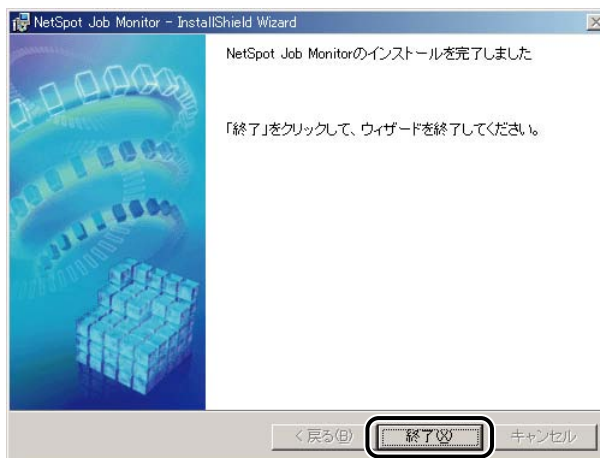 NetSpot Job Monitor - InstallShield Wizard
NetSpot Job Monitorのインストールを完了しました
「終了」をクリックして、ウィザードを終了してください。
< 戻る(B)
終了(X)
キャンセル